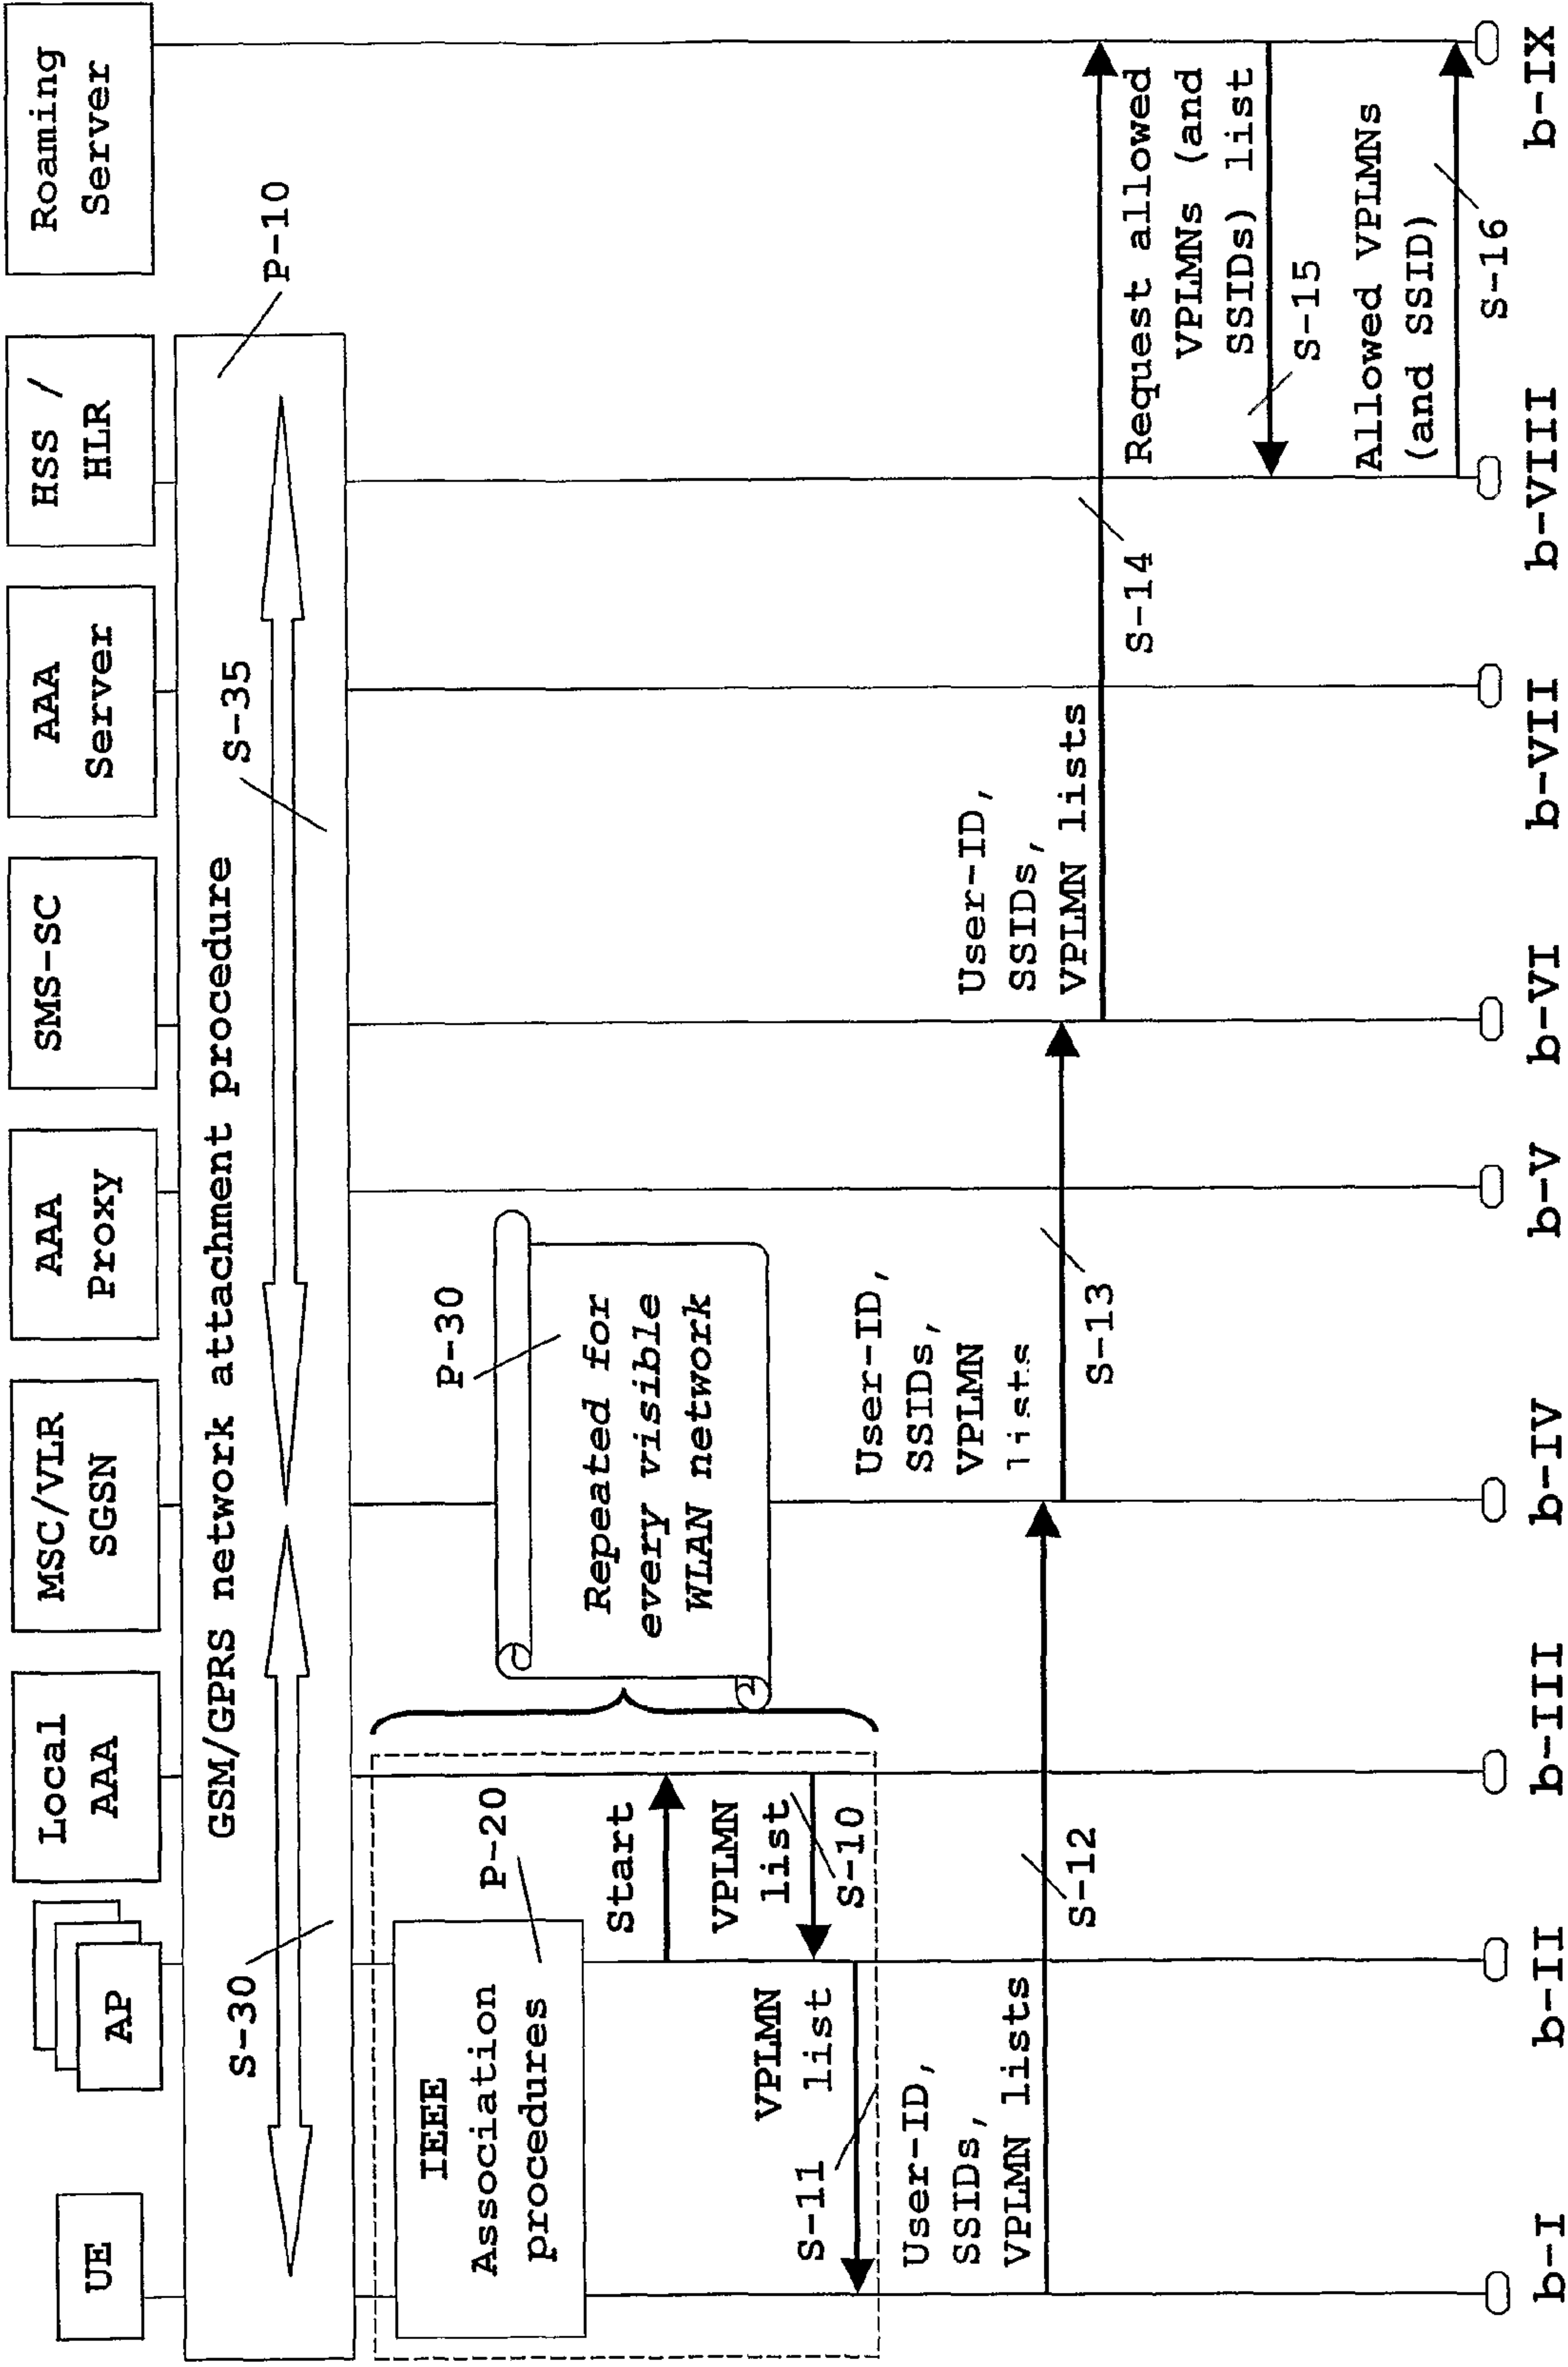 UE
AP
Local
AAA
MSC/VLR
SGSN
AAA
Proxy
SMS-SC
AAA
Server
HSS /
HLR
Roaming
Server
GSM/GPRS network attachment procedure
S-30
S-35
P-10
IEEE
Association
procedures
P-20
P-30
Repeated for
every visible
WLAN network
Start
VPLMN
list
S-10
VPLMN
list
S-11
User-ID,
SSIDs,
VPLMN lists
S-12
User-ID,
SSIDs,
VPLMN
lists
S-13
User-ID,
SSIDs,
VPLMN lists
S-14
Request allowed
VPLMNs (and
SSIDs) list
S-15
Allowed VPLMNs
(and SSID)
S-16
b-I
b-II
b-III
b-IV
b-V
b-VI
b-VII
b-VIII
b-IX